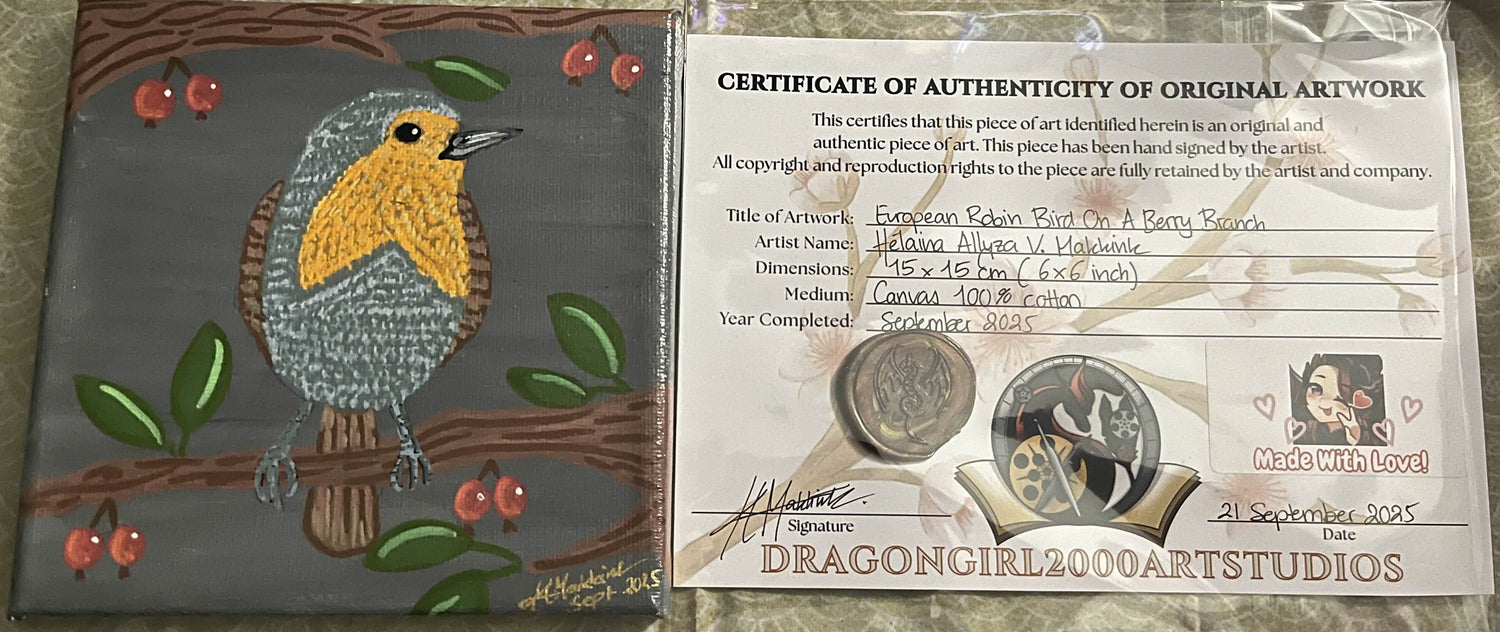 CERTIFICATE OF AUTHENTICITY OF ORIGINAL ARTWORK
This certifies that this piece of art identified herein is an original and
authentic piece of art. This piece has been hand signed by the artist.
All copyright and reproduction rights to the piece are fully retained by the artist and company.
Title of Artwork: European Robin Bird On A Berry Branch
Artist Name: Helaina Allyza V. Malchink
Dimensions: 15 x 15 cm ( 6x6 inch)
Medium: Canvas 100% cotton
Year Completed: September 2025
Made With Love!
21 September 2025
Signature
Date
DRAGONGIRL2000ARTSTUDIOS
Sept 2025